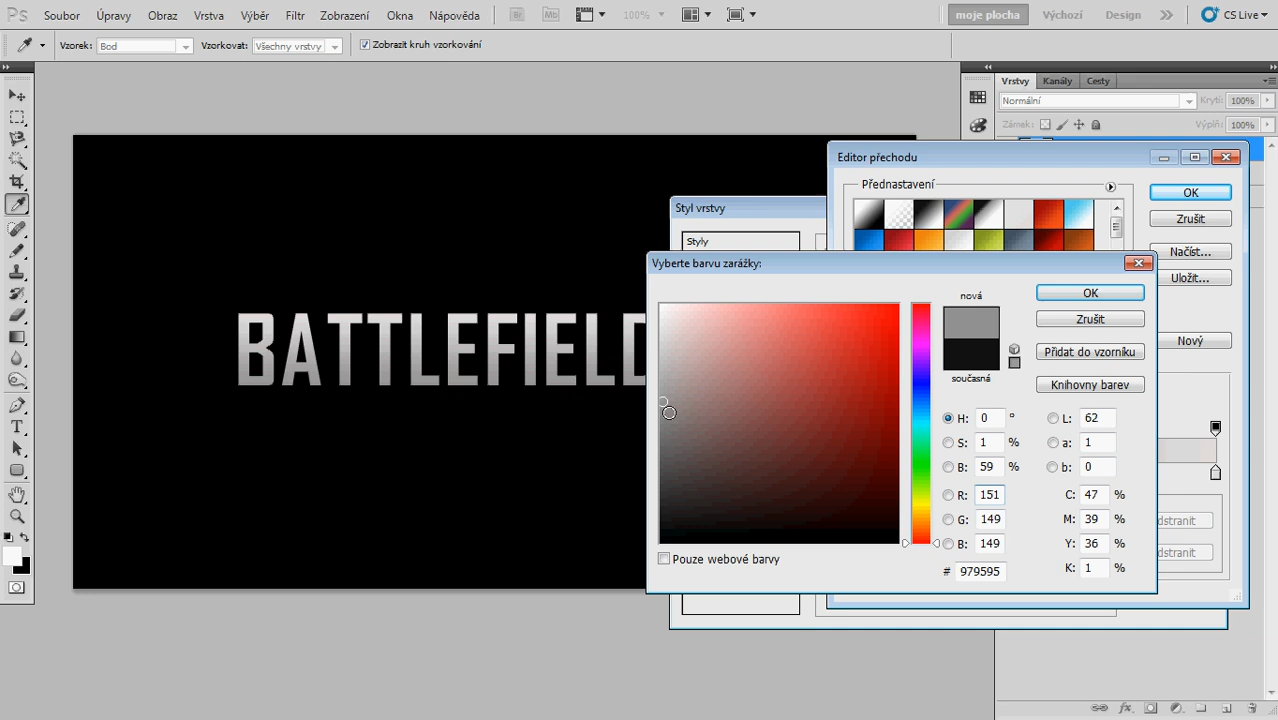 Ps Soubor Úpravy Obraz Vrstva Výběr Filtr Zobrazení Okna Nápověda Br Mb 100% moje plocha Výchozí Design CS Live
Vzorek: Bod Vzorkovat: Všechny vrstvy Zobrazit kruh vzorkování
Vrstvy Kanály Cesty
Normální Krytí: 100%
Zámek: Výplň: 100%
Editor přechodu
Přednastavení
OK
Zrušit
Načíst...
Uložit...
Nový
Styl vrstvy
Styly
Vyberte barvu zarážky:
nová
současná
OK
Zrušit
Přidat do vzorníku
Knihovny barev
H: 0 ° L: 62
S: 1 % a: 1
B: 59 % b: 0
R: 151 C: 47 %
G: 149 M: 39 %
B: 149 Y: 36 %
# 979595 K: 1 %
Pouze webové barvy
dstranit
dstranit
BATTLEFIELD
T
fx